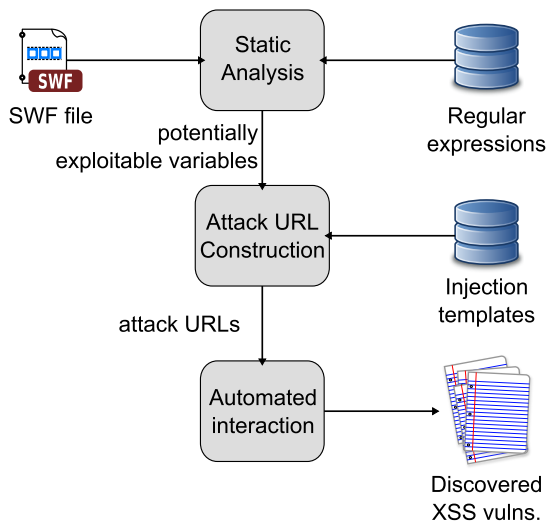 Static
Analysis
SWF
SWF file
Regular
expressions
potentially
exploitable variables
Attack URL
Construction
Injection
templates
attack URLs
Automated
interaction
Discovered
XSS vulns.